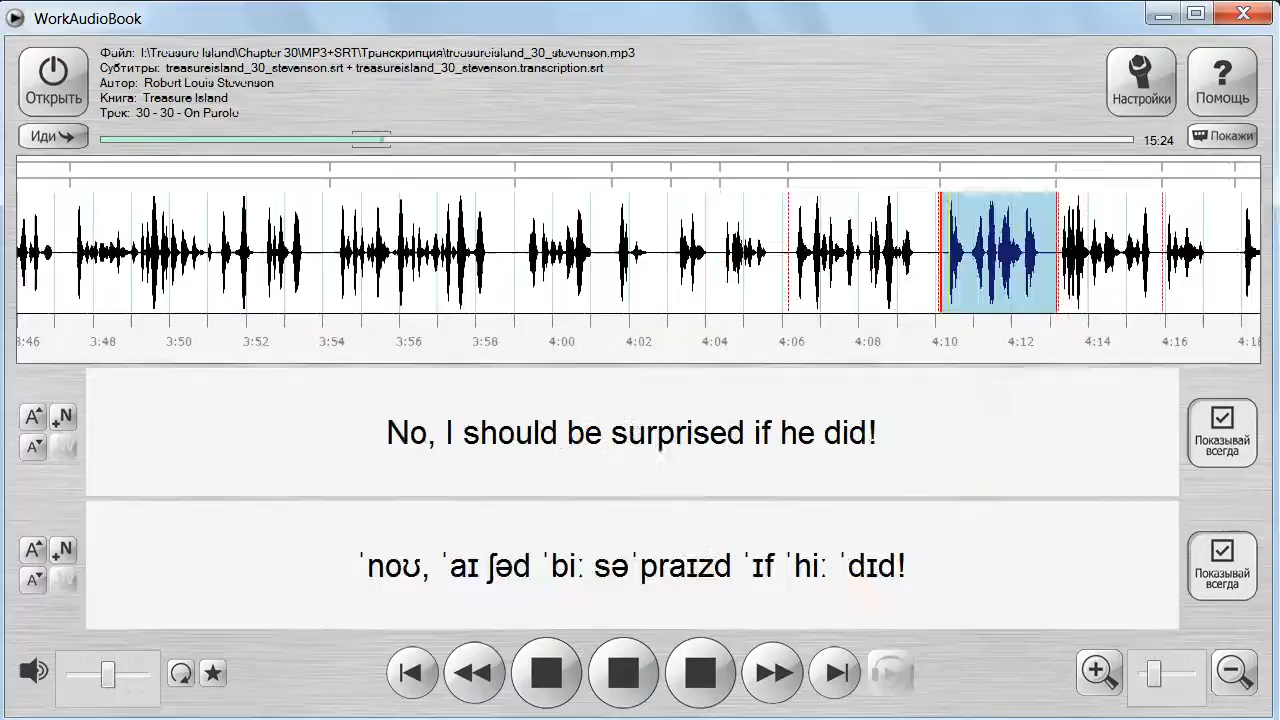 WorkAudioBook
Файл: I:\Treasure Island\Chapter 30\MP3+SRT\Транскрипция\treasureisland_30_stevenson.mp3
Субтитры: treasureisland_30_stevenson.srt + treasureisland_30_stevenson.transcription.srt
Автор: Robert Louis Stevenson
Книга: Treasure Island
Трек: 30 - 30 - On Parole
Открыть
Настройки
Помощь
Иди
15:24
Покажи
3:46 3:48 3:50 3:52 3:54 3:56 3:58 4:00 4:02 4:04 4:06 4:08 4:10 4:12 4:14 4:16 4:18
No, I should be surprised if he did!
A N
A
Показывай
всегда
ˈnoʊ, ˈaɪ ʃəd ˈbiː səˈpraɪzd ˈɪf ˈhiː ˈdɪd!
A N
A
Показывай
всегда